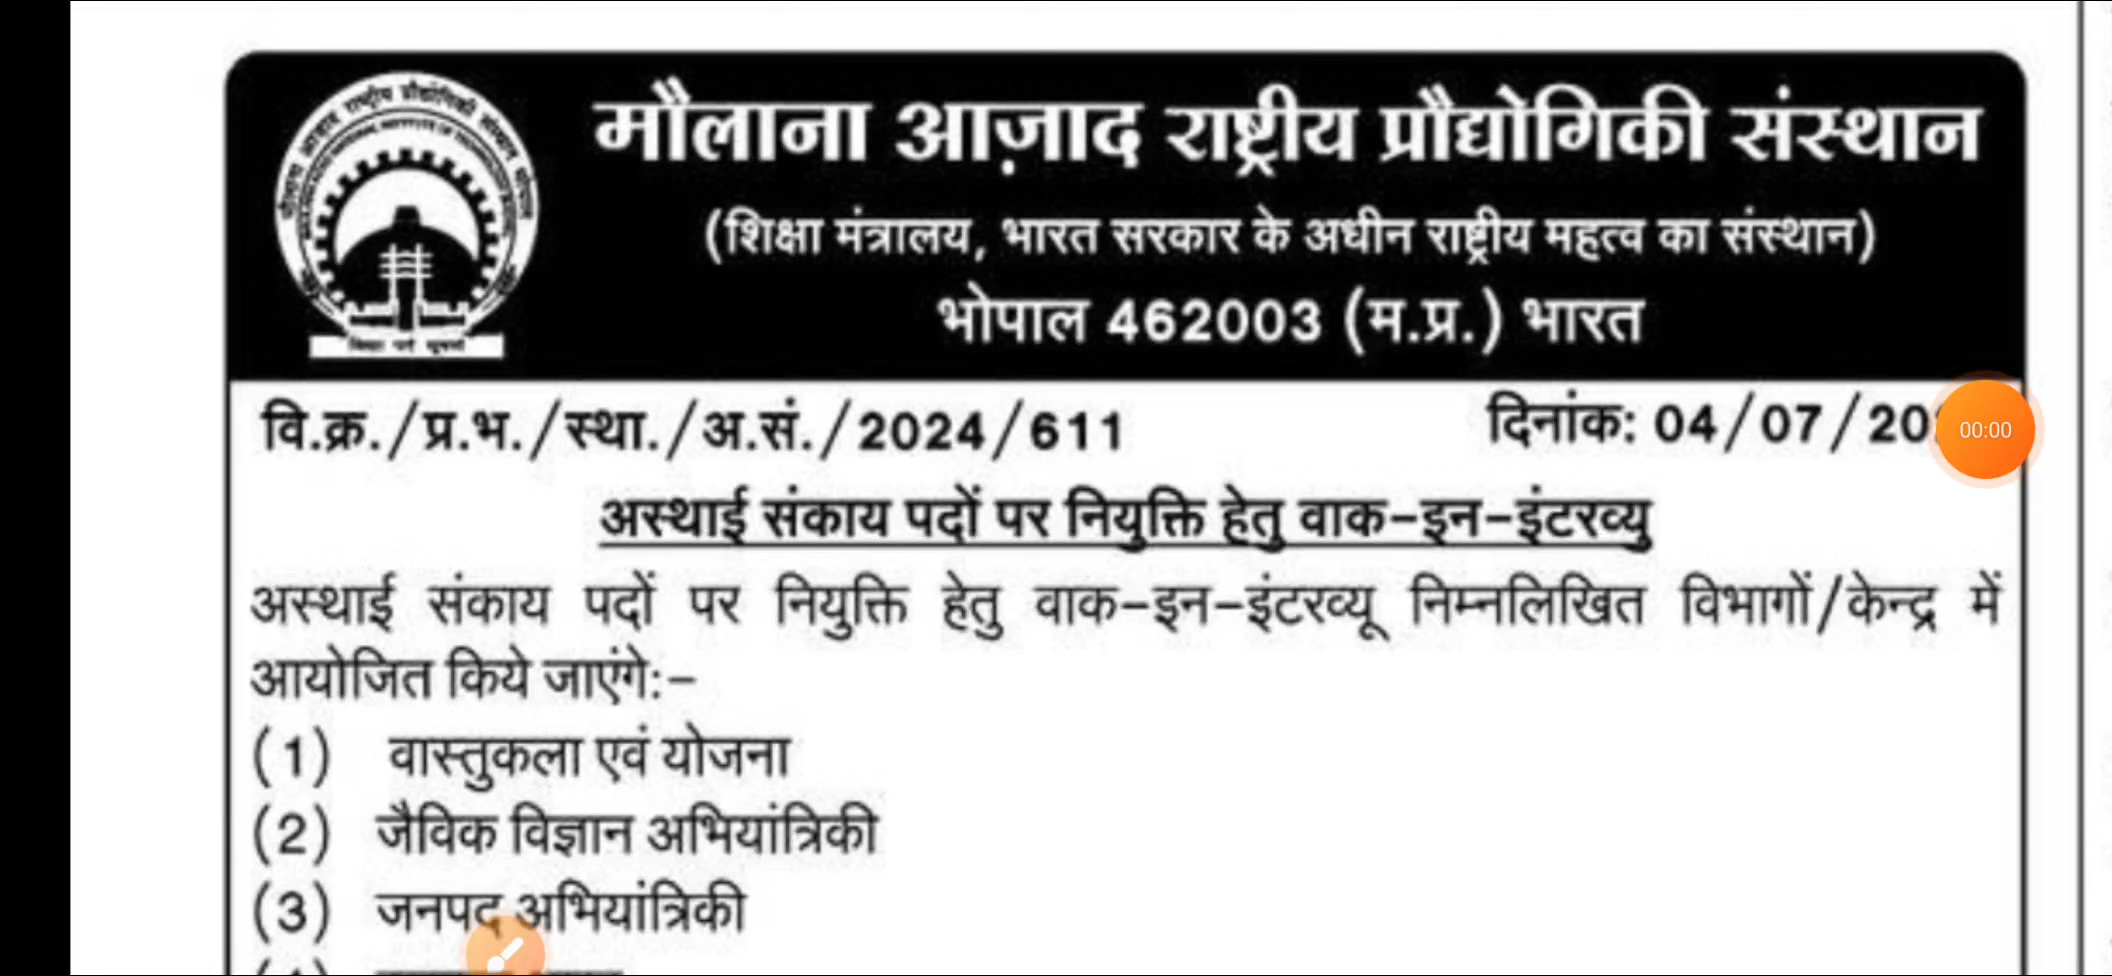 मौलाना आज़ाद राष्ट्रीय प्रौद्योगिकी संस्थान
(शिक्षा मंत्रालय, भारत सरकार के अधीन राष्ट्रीय महत्व का संस्थान)
भोपाल 462003 (म.प्र.) भारत
वि.क्र./प्र.भ./स्था./अ.सं./2024/611 दिनांक: 04/07/20
00:00
अस्थाई संकाय पदों पर नियुक्ति हेतु वाक-इन-इंटरव्यु
अस्थाई संकाय पदों पर नियुक्ति हेतु वाक-इन-इंटरव्यू निम्नलिखित विभागों/केन्द्र में
आयोजित किये जाएंगे:-
(1) वास्तुकला एवं योजना
(2) जैविक विज्ञान अभियांत्रिकी
(3) जनपद अभियांत्रिकी